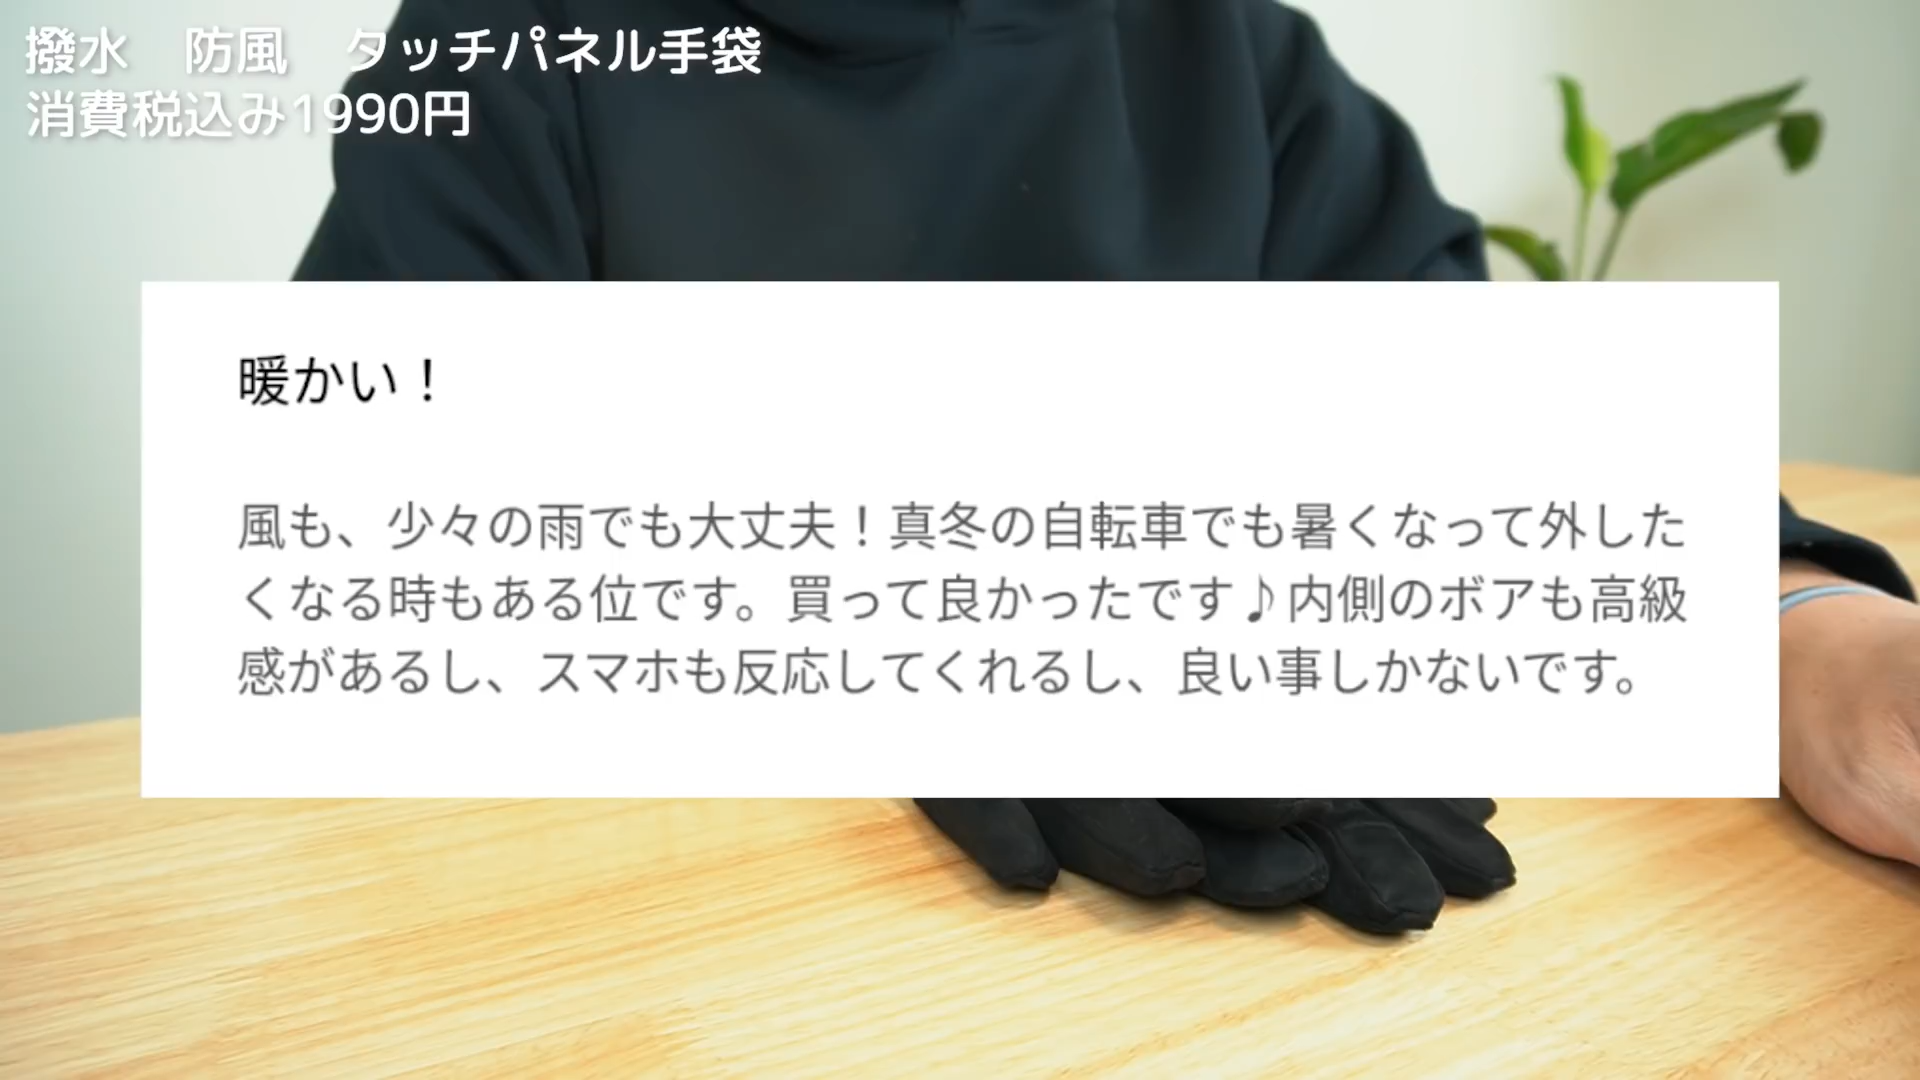 撥水　防風　タッチパネル手袋
消費税込み1990円
暖かい！
風も、少々の雨でも大丈夫！真冬の自転車でも暑くなって外した
くなる時もある位です。買って良かったです♪内側のボアも高級
感があるし、スマホも反応してくれるし、良い事しかないです。